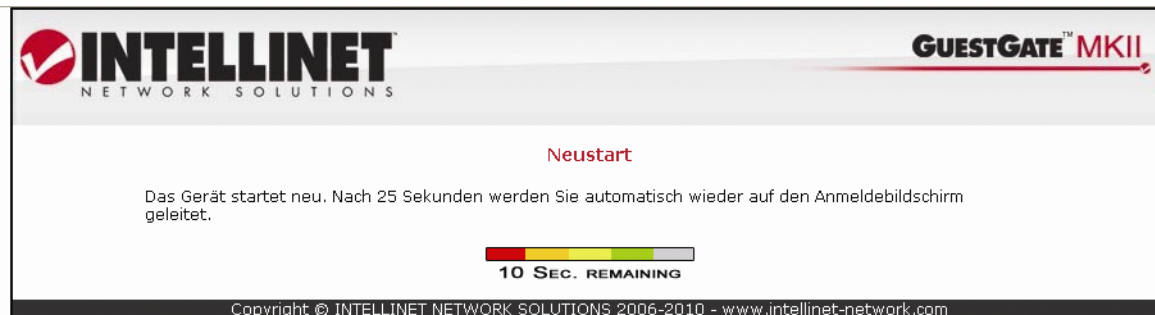 INTELLINET™
NETWORK SOLUTIONS
GUESTGATE™ MKII
Neustart
Das Gerät startet neu. Nach 25 Sekunden werden Sie automatisch wieder auf den Anmeldebildschirm
geleitet.
10 SEC. REMAINING
Copyright © INTELLINET NETWORK SOLUTIONS 2006-2010 - www.intellinet-network.com